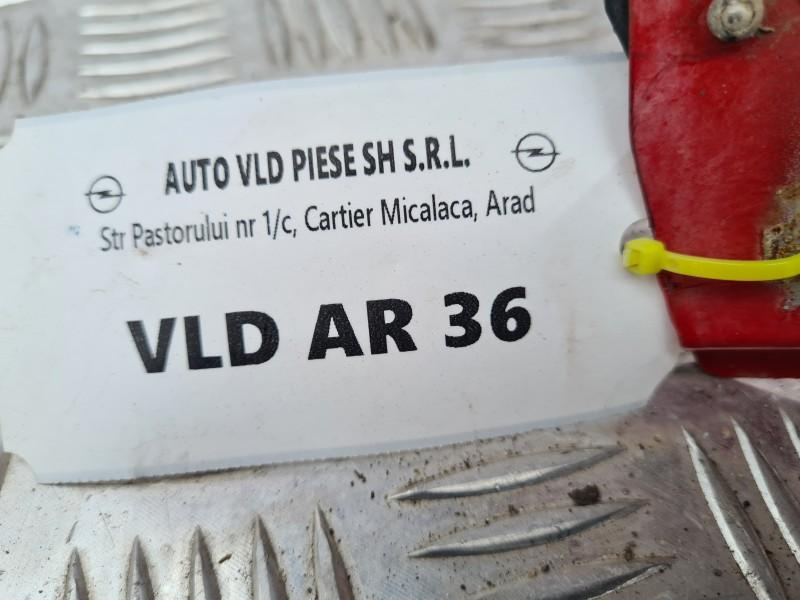 AUTO VLD PIESE SH S.R.L.
Str Pastorului nr 1/c, Cartier Micalaca, Arad
VLD AR 36